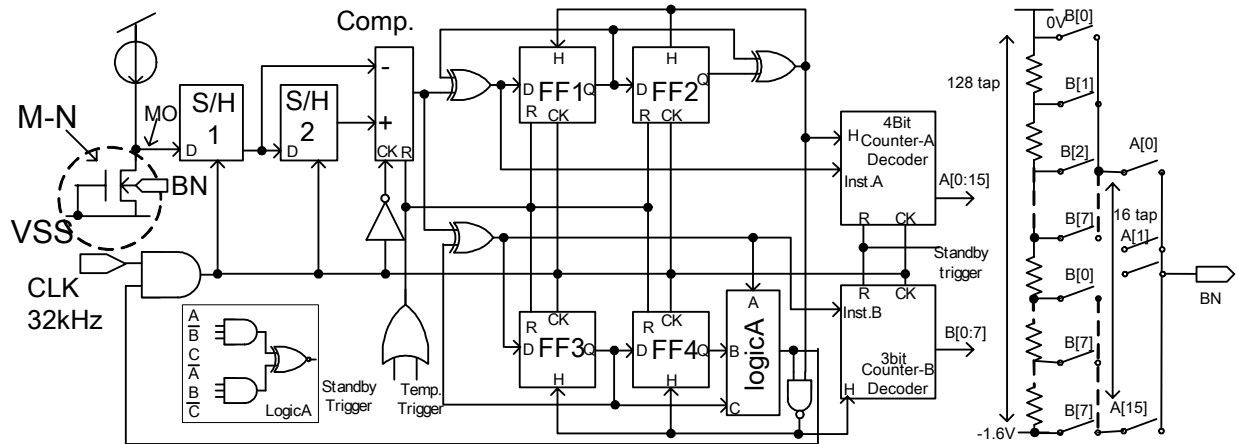 Comp.
M-N
MO
S/H
1
D
S/H
2
D
-
+
CK
R
BN
VSS
CLK
32kHz
H
D
FF1
Q
R
CK
H
D
FF2
Q
R
CK
R
CK
D
FF3
Q
H
R
CK
D
FF4
Q
H
A
B
logicA
C
4Bit
H
Counter-A
Decoder
Inst.A
R
CK
A[0:15]
Standby
trigger
R
CK
Inst.B
3bit
Counter-B
H
Decoder
B[0:7]
A
B
C
A
B
C
LogicA
Standby
Trigger
Temp.
Trigger
0V
B[0]
128 tap
B[1]
B[2]
A[0]
16 tap
B[7]
A[1]
B[0]
BN
B[7]
B[7]
A[15]
-1.6V